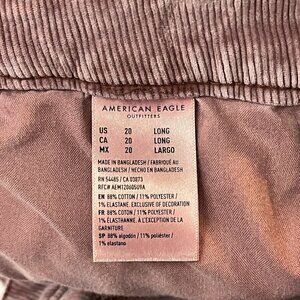 AMERICAN EAGLE
OUTFITTERS
US 20 LONG
CA 20 LONG
MX 20 LARGO
MADE IN BANGLADESH / FABRIQUÉ AU
BANGLADESH / HECHO EN BANGLADESH
RN 54485 / CA 03873
RFC# AEM120605U9A
EN 88% COTTON / 11% POLYESTER /
1% ELASTANE. EXCLUSIVE OF DECORATION
FR 88% COTON / 11% POLYESTER /
1% ÉLASTHANNE. À L'EXCEPTION DE LA
GARNITURE
SP 88% algodón / 11% poliéster /
1% elastano